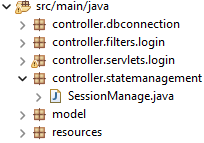 src/main/java
controller.dbconnection
controller.filters.login
controller.servlets.login
controller.statemanagement
SessionManage.java
model
resources